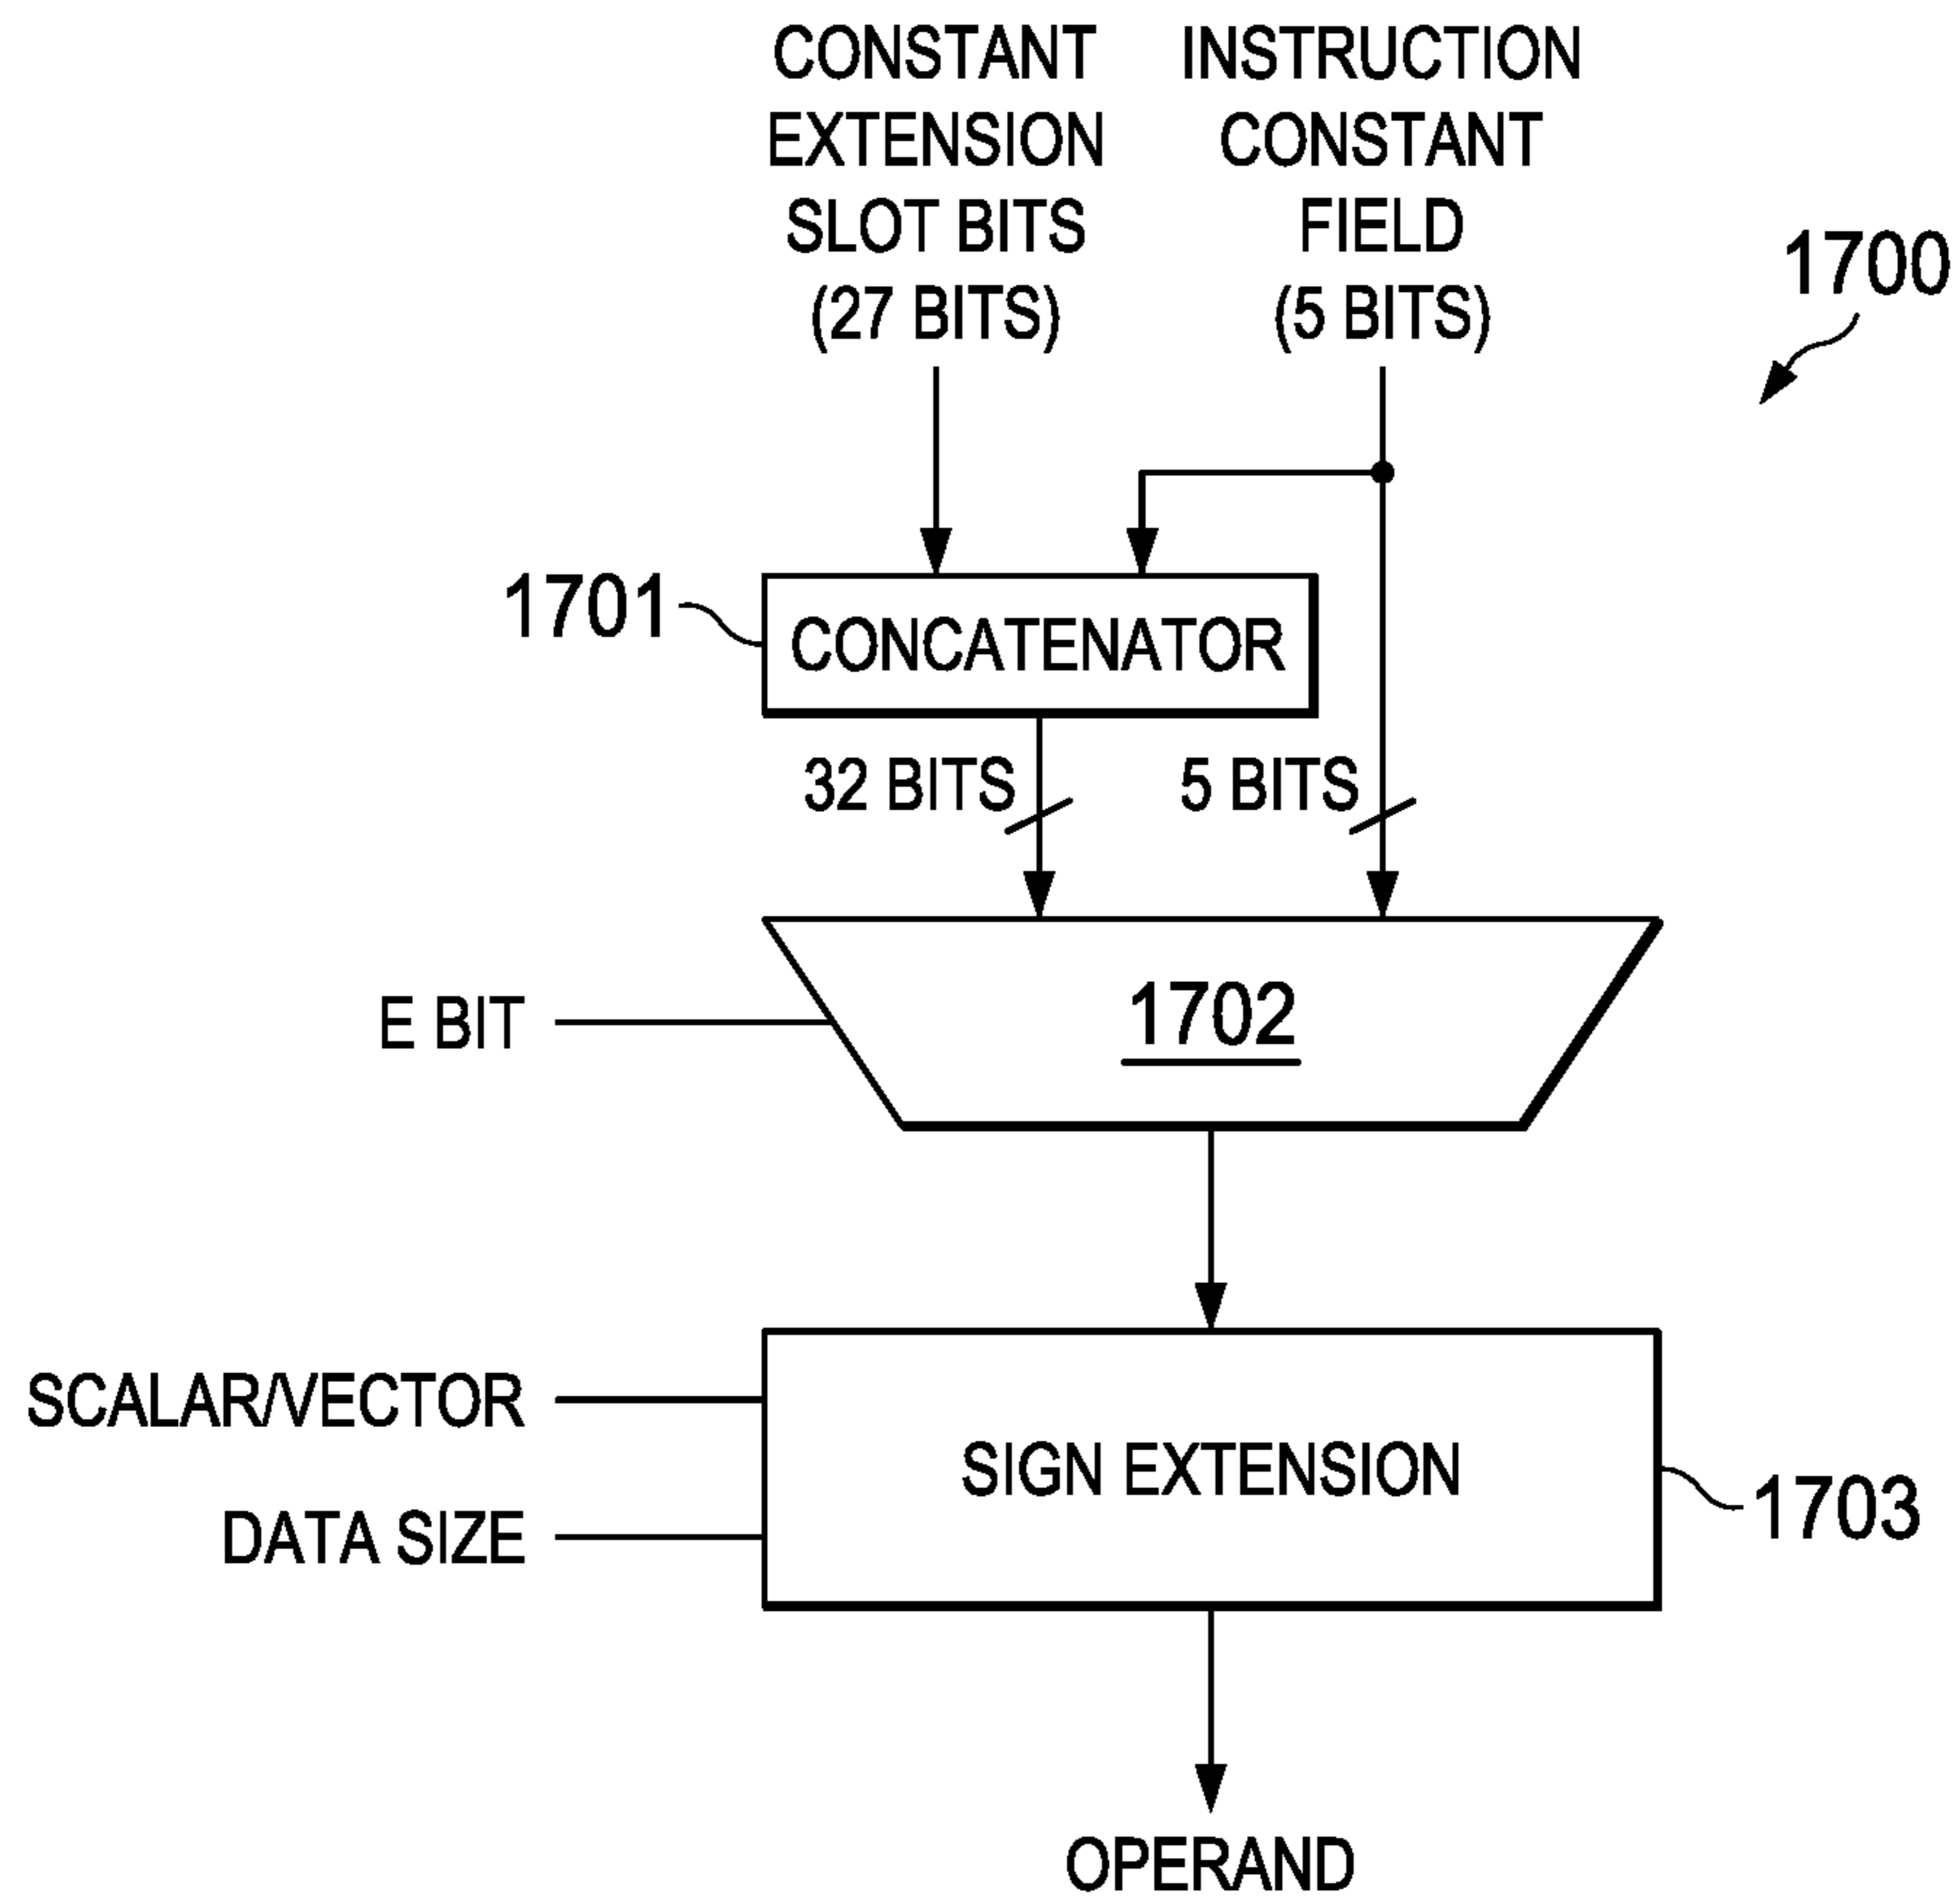 CONSTANT
EXTENSION
SLOT BITS
(27 BITS)
INSTRUCTION
CONSTANT
FIELD
(5 BITS)
1700
1701
CONCATENATOR
32 BITS
5 BITS
E BIT
1702
SCALAR/VECTOR
DATA SIZE
SIGN EXTENSION
1703
OPERAND